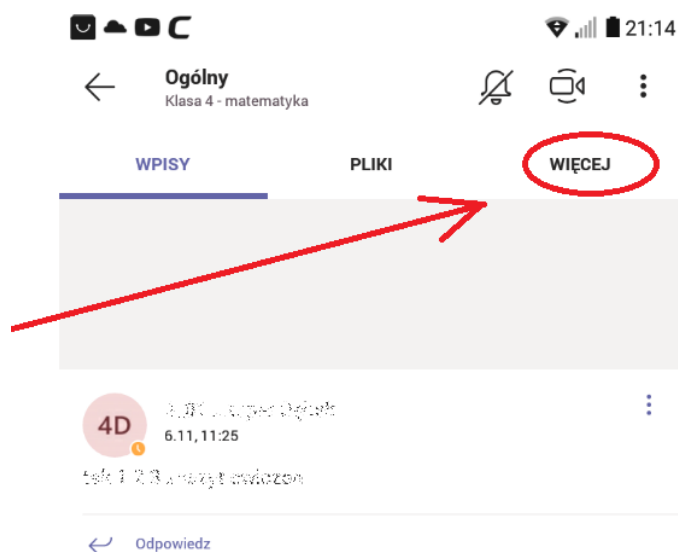 21:14
Ogólny
Klasa 4 - matematyka
WPISY PLIKI WIĘCEJ
4D
6.11, 11:25
Odpowiedz